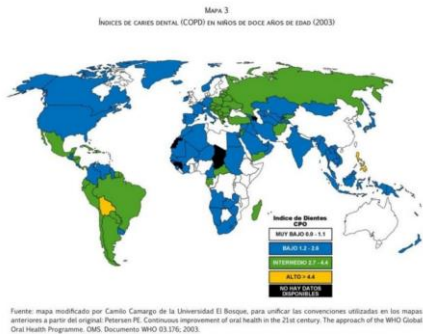 MAPA 3
ÍNDICES DE CARIES DENTAL (COPD) EN NIÑOS DE DOCE AÑOS DE EDAD (2003)
Indice de Dientes
CPO
MUY BAJO 0.0 - 1.1
BAJO 1.2 - 2.6
INTERMEDIO 2.7 - 4.4
ALTO > 4.4
NO HAY DATOS
DISPONIBLES
Fuente: mapa modificado por Camilo Camargo de la Universidad El Bosque, para unificar las convenciones utilizadas en los mapas
anteriores a partir del original: Petersen PE. Continuous improvement of oral health in the 21st century. The approach of the WHO Global
Oral Health Programme. OMS. Documento WHO 03.176; 2003.